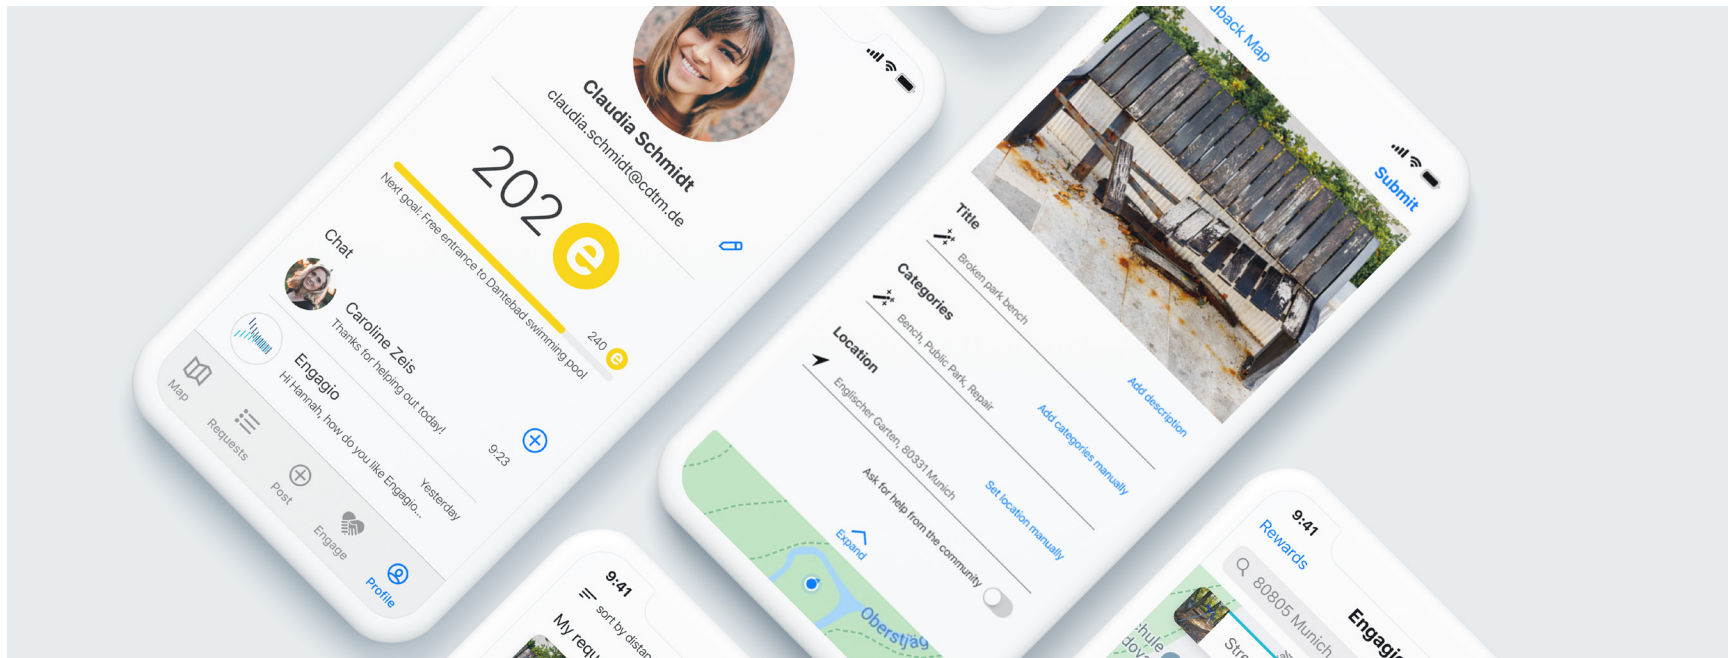 Claudia Schmidt
claudia.schmidt@cdtm.de
202 e
Next goal: Free entrance to Dantebad swimming pool
240 e
Chat
Caroline Zeis
Thanks for helping out today!
9:23
Engagio
Hi Hannah, how do you like Engagio...
Yesterday
Map
Requests
Post
Engage
Profile
Map
Submit
Title
Broken park bench
Add description
Categories
Bench, Public Park, Repair
Add categories manually
Location
Englischer Garten, 80331 Munich
Set location manually
Ask for help from the community
Expand
9:41
sort by
My
9:41
Rewards
80805 Munich